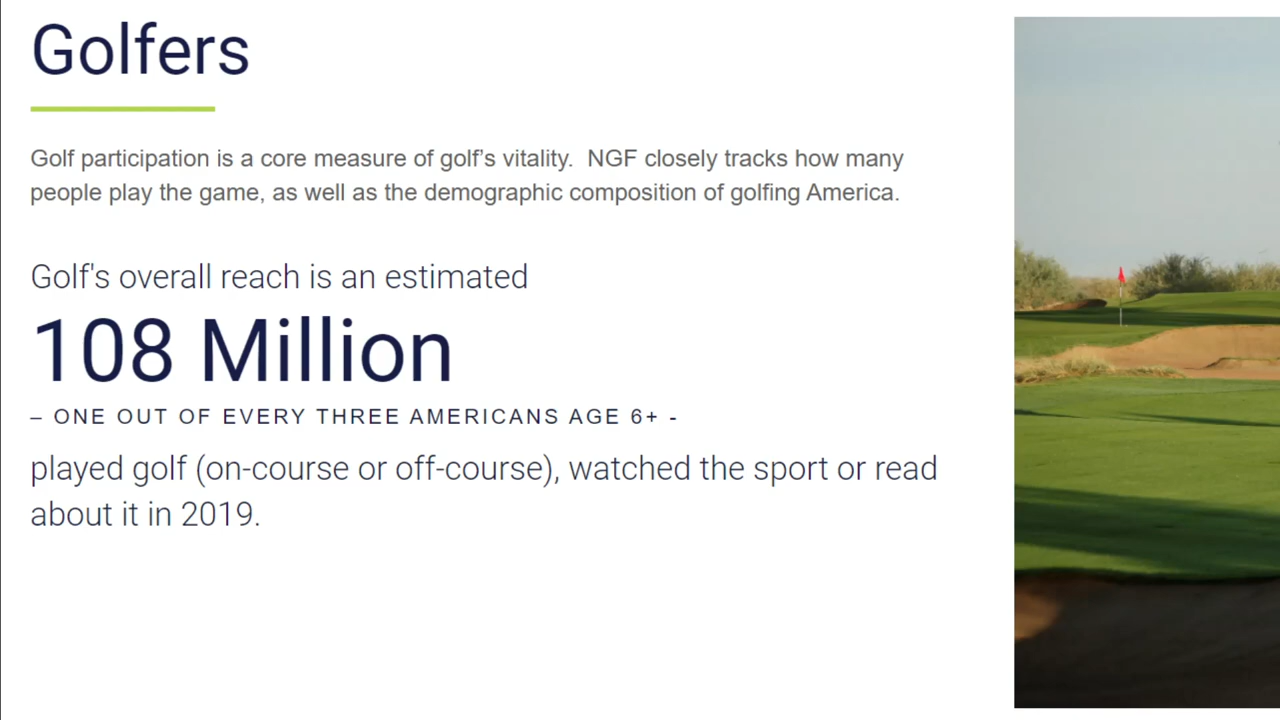 Golfers
Golf participation is a core measure of golf’s vitality.  NGF closely tracks how many
people play the game, as well as the demographic composition of golfing America.
Golf's overall reach is an estimated
108 Million
– ONE OUT OF EVERY THREE AMERICANS AGE 6+ -
played golf (on-course or off-course), watched the sport or read
about it in 2019.